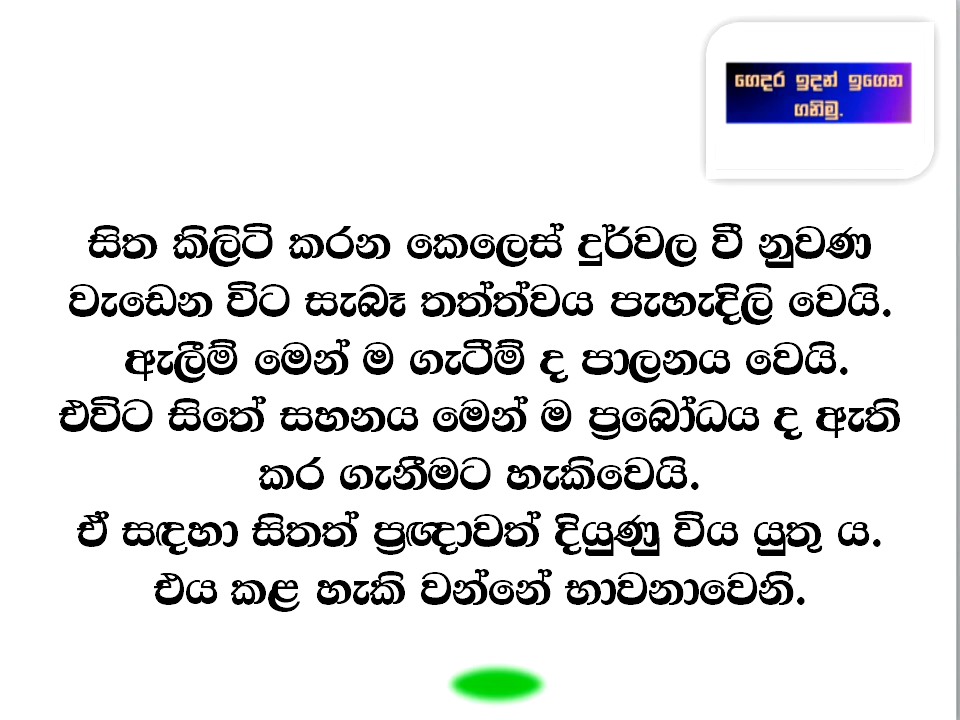 ගෙදර ඉදන් ඉගෙන
ගනිමු.
සිත කිලිටි කරන කෙලෙස් දුර්වල වී නුවණ
වැඩෙන විට සැබෑ තත්ත්වය පැහැදිලි වෙයි.
ඇලීම් මෙන් ම ගැටීම් ද පාලනය වෙයි.
එවිට සිතේ සහනය මෙන් ම ප්‍රබෝධය ද ඇති
කර ගැනීමට හැකිවෙයි.
ඒ සඳහා සිතත් ප්‍රඥාවත් දියුණු විය යුතු ය.
එය කළ හැකි වන්නේ භාවනාවෙනි.